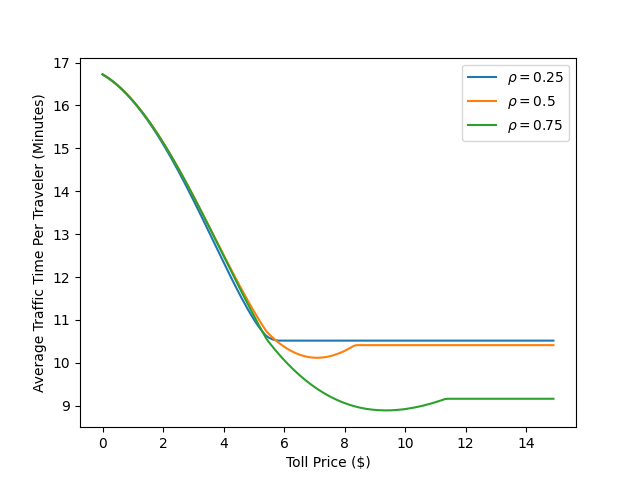 17
16
15
14
13
12
11
10
9
Average Traffic Time Per Traveler (Minutes)
ρ = 0.25
ρ = 0.5
ρ = 0.75
0 2 4 6 8 10 12 14
Toll Price ($)